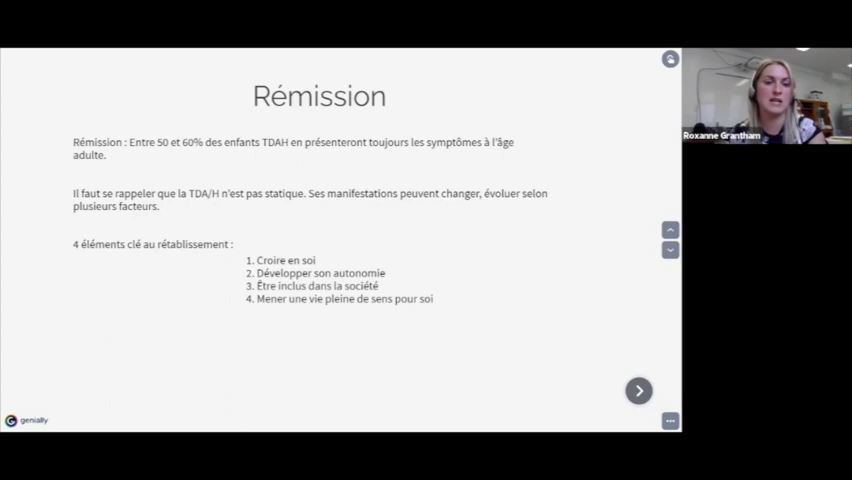 Rémission
Rémission : Entre 50 et 60% des enfants TDAH en présenteront toujours les symptômes à l'âge
adulte.
Il faut se rappeler que la TDA/H n'est pas statique. Ses manifestations peuvent changer, évoluer selon
plusieurs facteurs.
4 éléments clé au rétablissement :
1. Croire en soi
2. Développer son autonomie
3. Être inclus dans la société
4. Mener une vie pleine de sens pour soi
genially
Roxanne Grantham